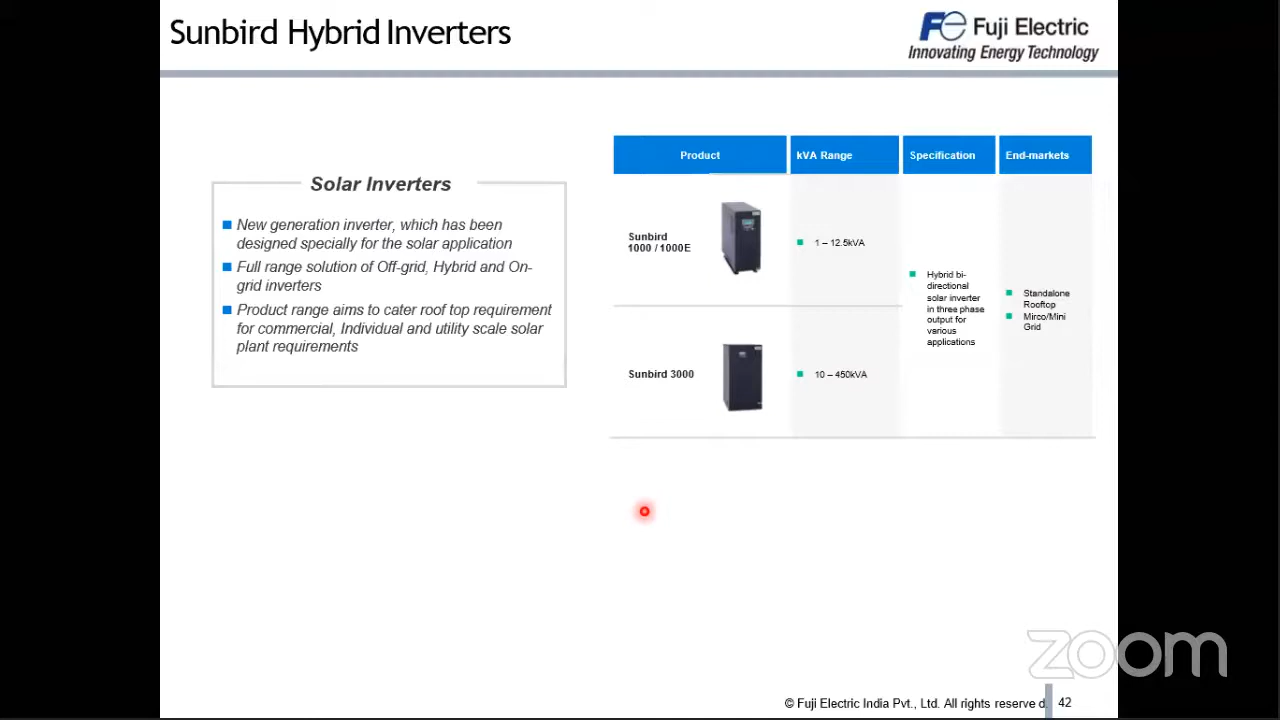 Sunbird Hybrid Inverters
Fe Fuji Electric
Innovating Energy Technology
Solar Inverters
New generation inverter, which has been
designed specially for the solar application
Full range solution of Off-grid, Hybrid and On-
grid inverters
Product range aims to cater roof top requirement
for commercial, Individual and utility scale solar
plant requirements
Product kVA Range Specification End-markets
Sunbird
1000 / 1000E
1 – 12.5kVA
Sunbird 3000
10 – 450kVA
Hybrid bi-
directional
solar inverter
in three phase
output for
various
applications
Standalone
Rooftop
Mirco/Mini
Grid
zoom
© Fuji Electric India Pvt., Ltd. All rights reserve d. 42